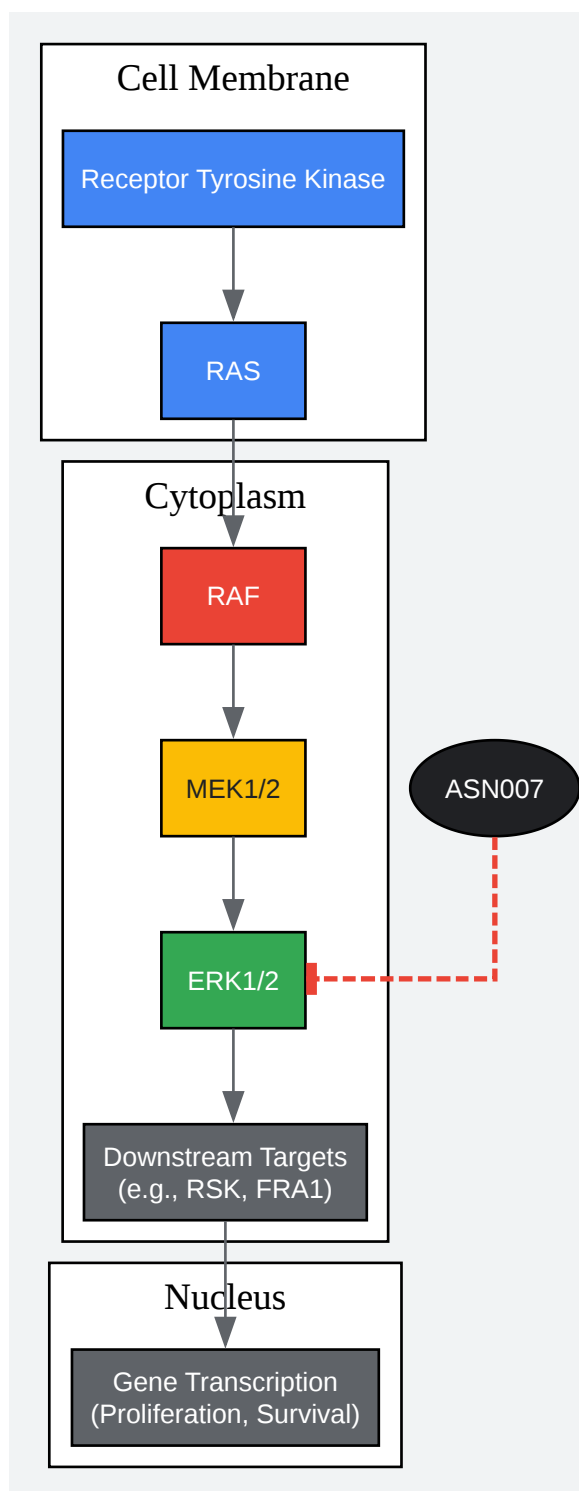 Cell Membrane
Receptor Tyrosine Kinase
RAS
Cytoplasm
RAF
MEK1/2
ASN007
ERK1/2
Downstream Targets
(e.g., RSK, FRA1)
Nucleus
Gene Transcription
(Proliferation, Survival)